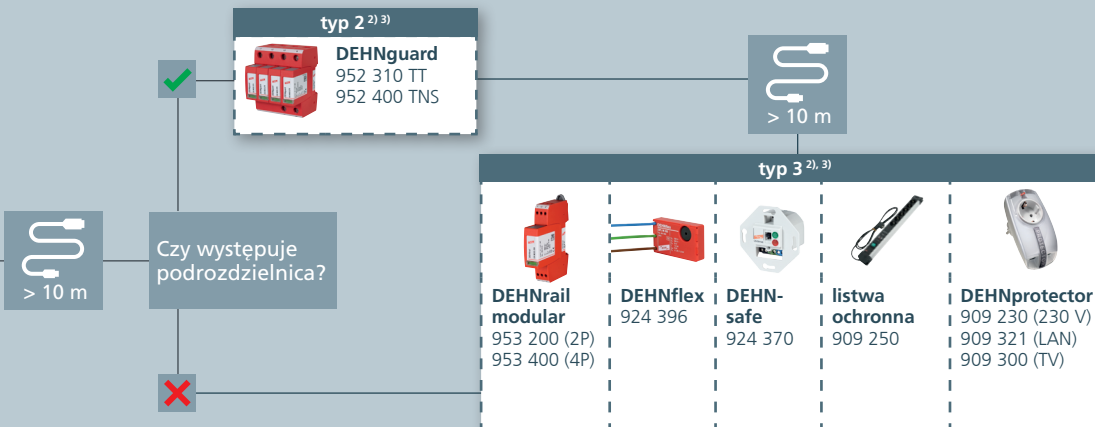 typ 2 2) 3)
DEHNguard
952 310 TT
952 400 TNS
> 10 m
typ 3 2), 3)
> 10 m
Czy występuje
podrozdzielnica?
DEHNrail
modular
953 200 (2P)
953 400 (4P)
DEHNflex
924 396
DEHN-
safe
924 370
listwa
ochronna
909 250
DEHNprotector
909 230 (230 V)
909 321 (LAN)
909 300 (TV)